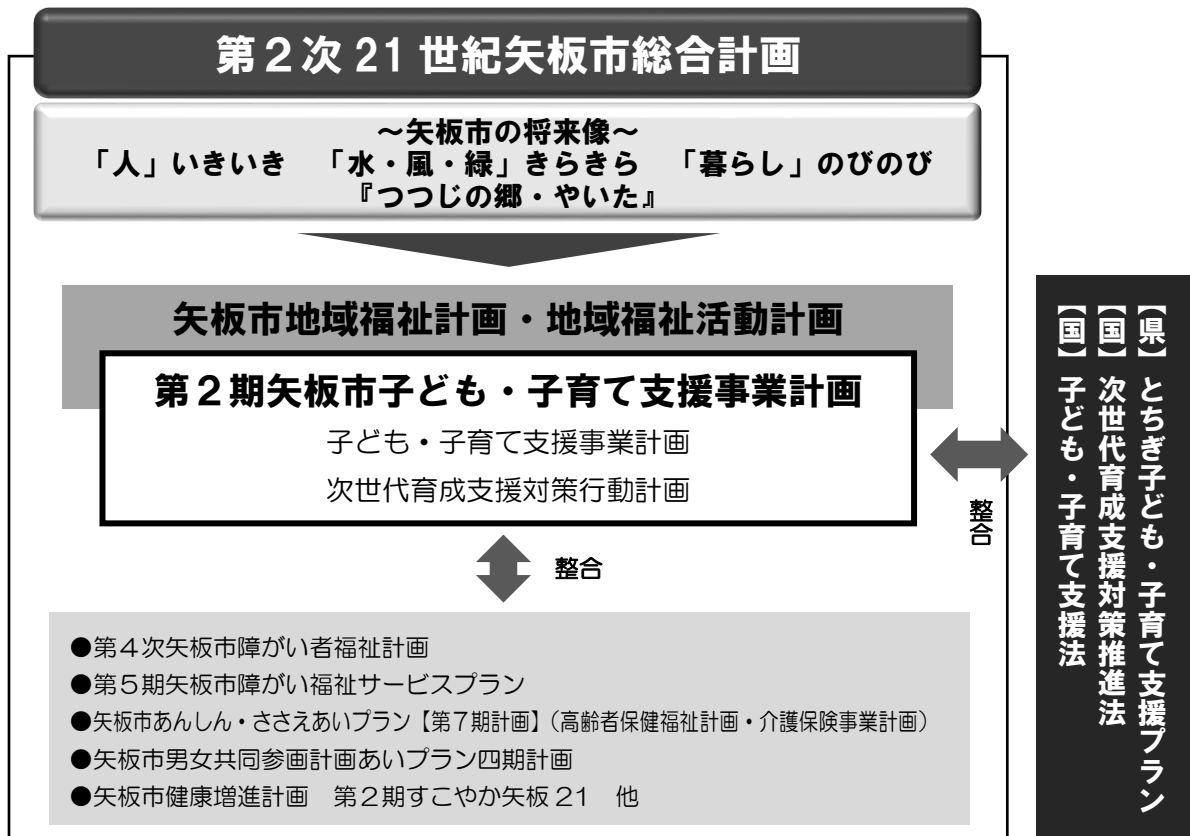 第２次 21 世紀矢板市総合計画
～矢板市の将来像～
「人」いきいき　「水・風・緑」きらきら　「暮らし」のびのび
『つつじの郷・やいた』
矢板市地域福祉計画・地域福祉活動計画
第２期矢板市子ども・子育て支援事業計画
子ども・子育て支援事業計画
次世代育成支援対策行動計画
整合
整合
●第４次矢板市障がい者福祉計画
●第５期矢板市障がい福祉サービスプラン
●矢板市あんしん・ささえあいプラン【第７期計画】（高齢者保健福祉計画・介護保険事業計画）
●矢板市男女共同参画計画あいプラン四期計画
●矢板市健康増進計画　第２期すこやか矢板 21　他
【県】とちぎ子ども・子育て支援プラン
【国】次世代育成支援対策推進法
【国】子ども・子育て支援法